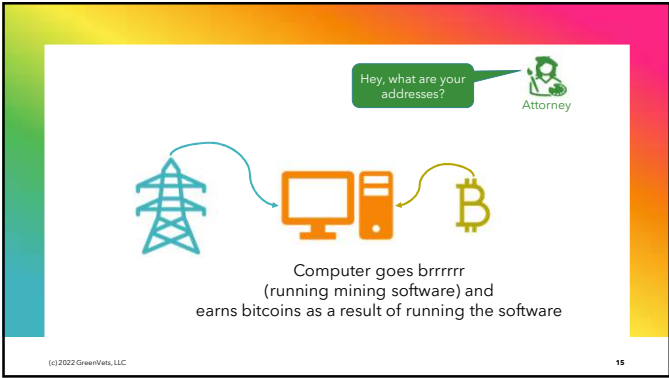 Hey, what are your
addresses?
Attorney
Computer goes brrrrrr
(running mining software) and
earns bitcoins as a result of running the software
(c) 2022 GreenVets, LLC
15